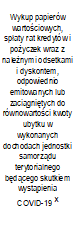 Wykup papierów
wartościowych,
spłaty rat kredytów i
pożyczek wraz z
należnymi odsetkami
i dyskontem,
odpowiednio
emitowanych lub
zaciągniętych do
równowartości kwoty
ubytku w
wykonanych
dochodach jednostki
samorządu
terytorialnego
będącego skutkiem
wystąpienia
COVID-19 x